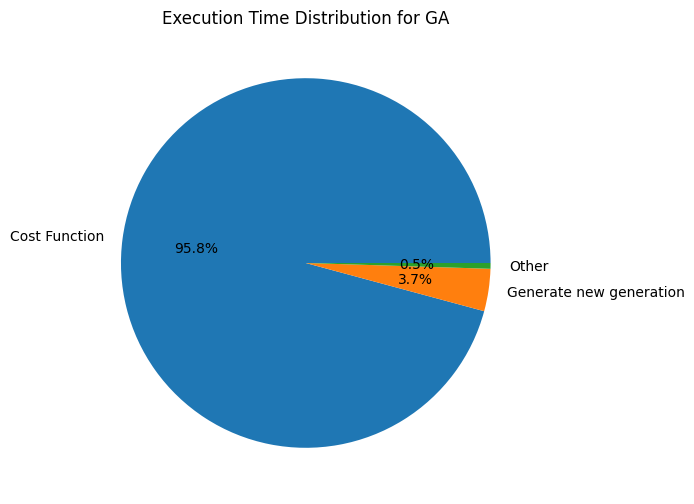 Execution Time Distribution for GA
Cost Function
95.8%
0.5%
Other
3.7%
Generate new generation